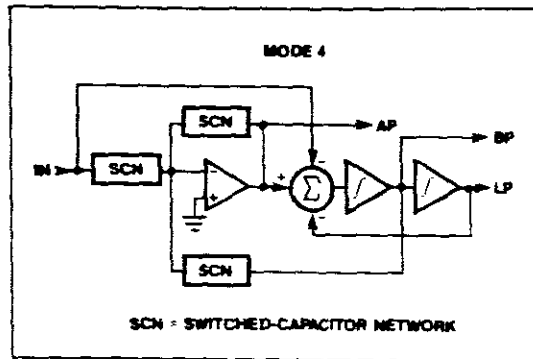 MODE 4
SCN
AP
BP
IN
SCN
+
Σ
∫
∫
LP
SCN
SCN = SWITCHED-CAPACITOR NETWORK